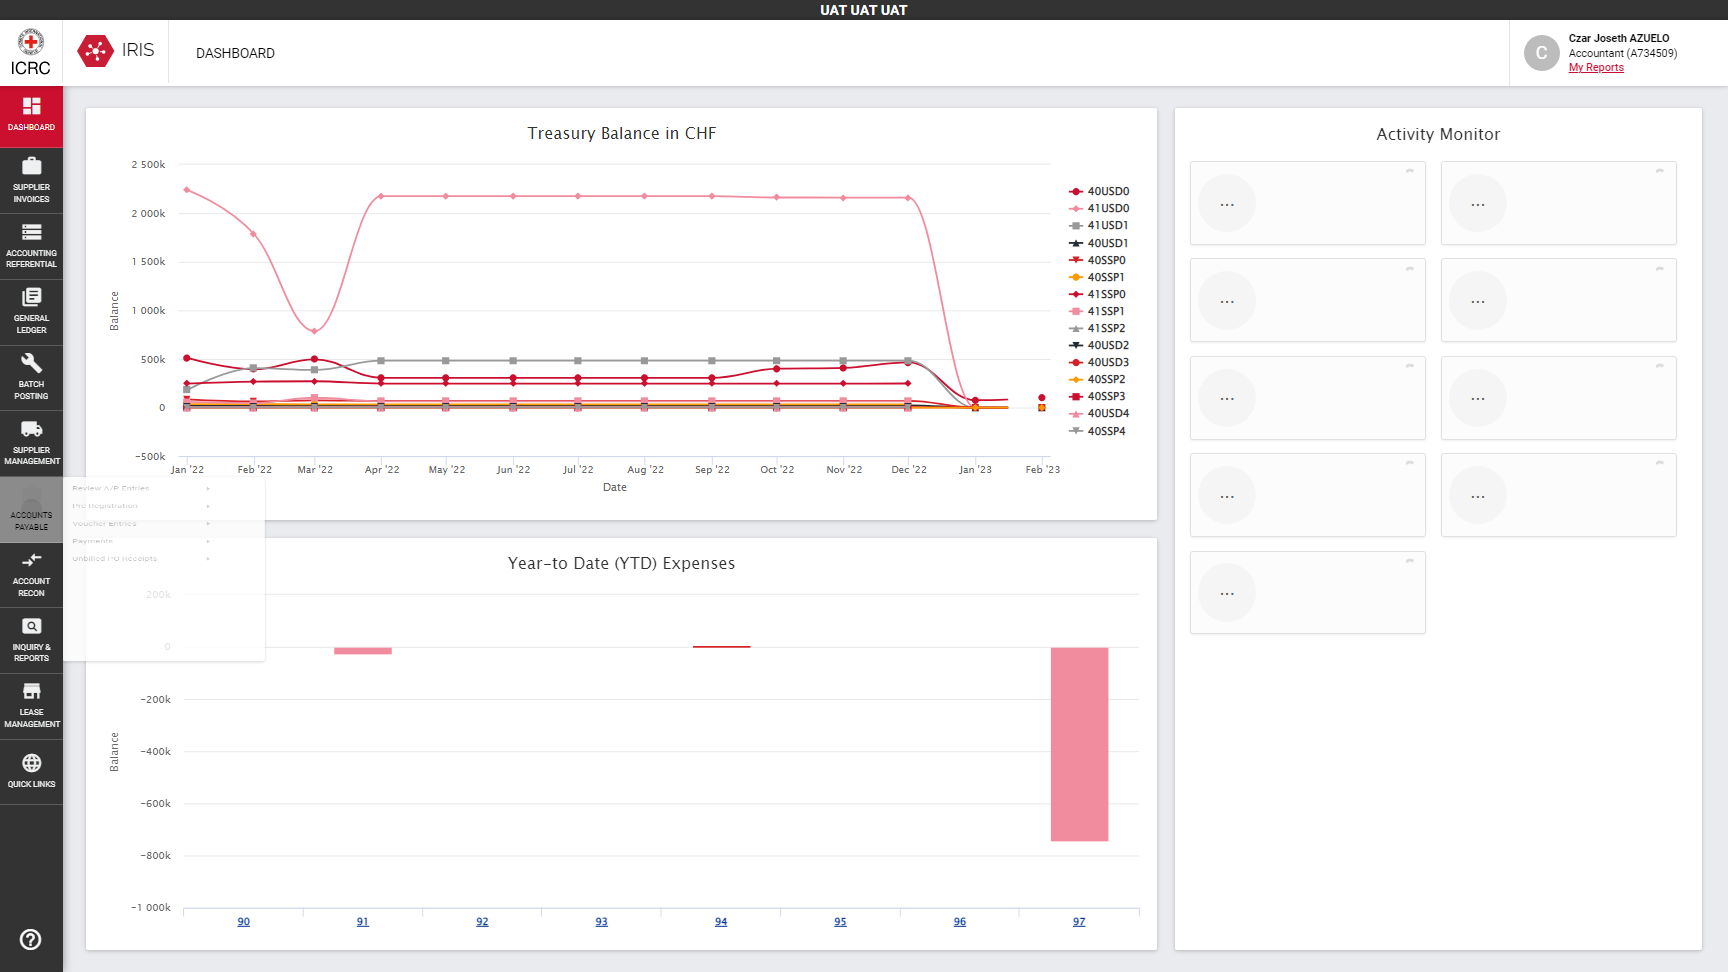 UAT UAT UAT
ICRC
IRIS
DASHBOARD
Czar Joseth AZUELO
Accountant (A734509)
My Reports
C
DASHBOARD
SUPPLIER
INVOICES
ACCOUNTING
REFERENTIAL
GENERAL
LEDGER
BATCH
POSTING
SUPPLIER
MANAGEMENT
ACCOUNTS
PAYABLE
ACCOUNT
RECON
INQUIRY &
REPORTS
LEASE
MANAGEMENT
QUICK LINKS
Review A/P Entries
Pre Registration
Voucher Entries
Payments
Unbilled PO Receipts
Treasury Balance in CHF
2 500k
2 000k
1 500k
1 000k
500k
0
−500k
Balance
Jan '22
Feb '22
Mar '22
Apr '22
May '22
Jun '22
Jul '22
Aug '22
Sep '22
Oct '22
Nov '22
Dec '22
Jan '23
Feb '23
Date
40USD0
41USD0
41USD1
40USD1
40SSP0
40SSP1
41SSP0
41SSP1
41SSP2
40USD2
40USD3
40SSP2
40SSP3
40USD4
40SSP4
Year-to Date (YTD) Expenses
200k
0
−200k
−400k
−600k
−800k
−1 000k
Balance
90
91
92
93
94
95
96
97
Activity Monitor
...
...
...
...
...
...
...
...
...